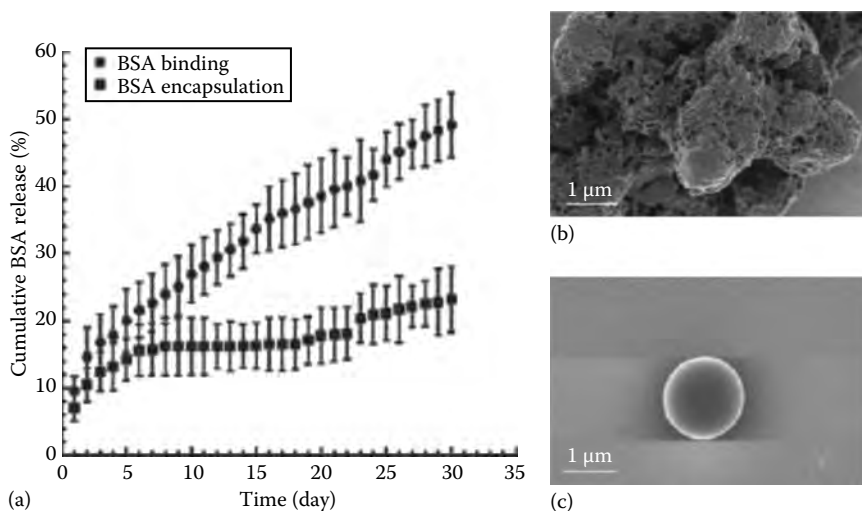 60
50
40
30
20
10
0
Cumulative BSA release (%)
BSA binding
BSA encapsulation
0 5 10 15 20 25 30 35
Time (day)
(a)
1 μm
(b)
1 μm
(c)